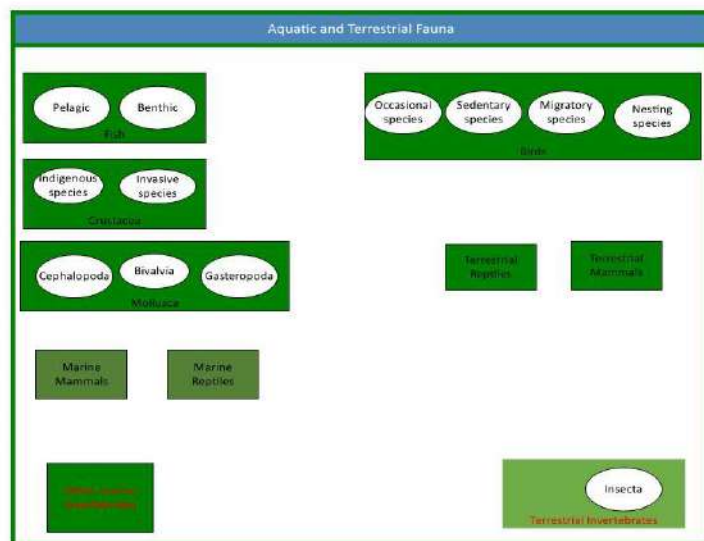 Aquatic and Terrestrial Fauna
Pelagic
Benthic
Fish
Occasional
species
Sedentary
species
Migratory
species
Nesting
species
Birds
Indigenous
species
Invasive
species
Crustacea
Cephalopoda
Bivalvia
Gasteropoda
Mollusca
Terrestrial
Reptiles
Terrestrial
Mammals
Marine
Mammals
Marine
Reptiles
Invertebrates
Insecta
Terrestrial Invertebrates